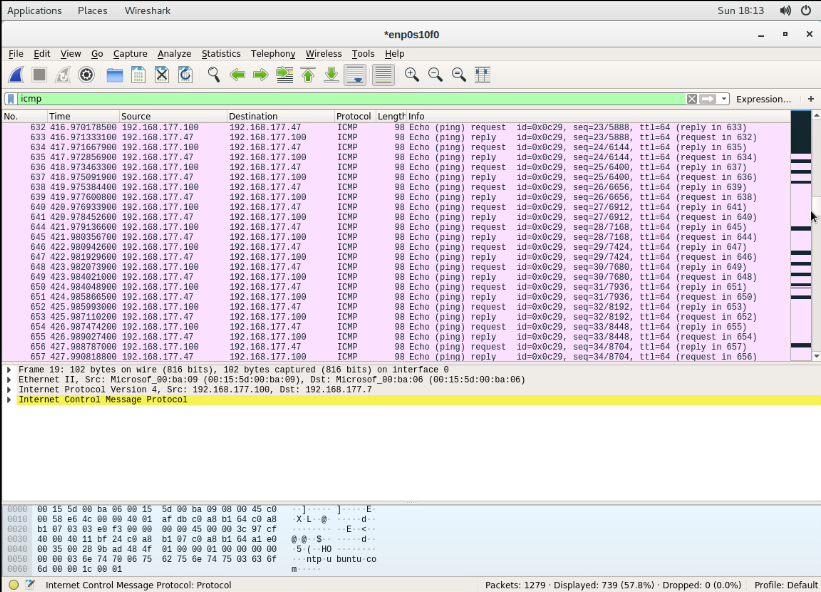 Applications Places Wireshark Sun 18:13
*enp0s10f0
File Edit View Go Capture Analyze Statistics Telephony Wireless Tools Help
icmp Expression... +
No. Time Source Destination Protocol Length Info
632 416.970178500 192.168.177.100 192.168.177.47 ICMP 98 Echo (ping) request id=0x0c29, seq=23/5888, ttl=64 (reply in 633)
633 416.971333100 192.168.177.47 192.168.177.100 ICMP 98 Echo (ping) reply id=0x0c29, seq=23/5888, ttl=64 (request in 632)
634 417.971667900 192.168.177.100 192.168.177.47 ICMP 98 Echo (ping) request id=0x0c29, seq=24/6144, ttl=64 (reply in 635)
635 417.972856900 192.168.177.47 192.168.177.100 ICMP 98 Echo (ping) reply id=0x0c29, seq=24/6144, ttl=64 (request in 634)
636 418.973463300 192.168.177.100 192.168.177.47 ICMP 98 Echo (ping) request id=0x0c29, seq=25/6400, ttl=64 (reply in 637)
637 418.975091900 192.168.177.47 192.168.177.100 ICMP 98 Echo (ping) reply id=0x0c29, seq=25/6400, ttl=64 (request in 636)
638 419.975384400 192.168.177.100 192.168.177.47 ICMP 98 Echo (ping) request id=0x0c29, seq=26/6656, ttl=64 (reply in 639)
639 419.977600800 192.168.177.47 192.168.177.100 ICMP 98 Echo (ping) reply id=0x0c29, seq=26/6656, ttl=64 (request in 638)
640 420.976933900 192.168.177.100 192.168.177.47 ICMP 98 Echo (ping) request id=0x0c29, seq=27/6912, ttl=64 (reply in 641)
641 420.978452600 192.168.177.47 192.168.177.100 ICMP 98 Echo (ping) reply id=0x0c29, seq=27/6912, ttl=64 (request in 640)
644 421.979136600 192.168.177.100 192.168.177.47 ICMP 98 Echo (ping) request id=0x0c29, seq=28/7168, ttl=64 (reply in 645)
645 421.980356700 192.168.177.47 192.168.177.100 ICMP 98 Echo (ping) reply id=0x0c29, seq=28/7168, ttl=64 (request in 644)
646 422.980942600 192.168.177.100 192.168.177.47 ICMP 98 Echo (ping) request id=0x0c29, seq=29/7424, ttl=64 (reply in 647)
647 422.981929600 192.168.177.47 192.168.177.100 ICMP 98 Echo (ping) reply id=0x0c29, seq=29/7424, ttl=64 (request in 646)
648 423.982073900 192.168.177.100 192.168.177.47 ICMP 98 Echo (ping) request id=0x0c29, seq=30/7680, ttl=64 (reply in 649)
649 423.984021000 192.168.177.47 192.168.177.100 ICMP 98 Echo (ping) reply id=0x0c29, seq=30/7680, ttl=64 (request in 648)
650 424.984048900 192.168.177.100 192.168.177.47 ICMP 98 Echo (ping) request id=0x0c29, seq=31/7936, ttl=64 (reply in 651)
651 424.985866500 192.168.177.47 192.168.177.100 ICMP 98 Echo (ping) reply id=0x0c29, seq=31/7936, ttl=64 (request in 650)
652 425.985993000 192.168.177.100 192.168.177.47 ICMP 98 Echo (ping) request id=0x0c29, seq=32/8192, ttl=64 (reply in 653)
653 425.987110200 192.168.177.47 192.168.177.100 ICMP 98 Echo (ping) reply id=0x0c29, seq=32/8192, ttl=64 (request in 652)
654 426.987474200 192.168.177.100 192.168.177.47 ICMP 98 Echo (ping) request id=0x0c29, seq=33/8448, ttl=64 (reply in 655)
655 426.989027400 192.168.177.47 192.168.177.100 ICMP 98 Echo (ping) reply id=0x0c29, seq=33/8448, ttl=64 (request in 654)
656 427.988787000 192.168.177.100 192.168.177.47 ICMP 98 Echo (ping) request id=0x0c29, seq=34/8704, ttl=64 (reply in 657)
657 427.990818800 192.168.177.47 192.168.177.100 ICMP 98 Echo (ping) reply id=0x0c29, seq=34/8704, ttl=64 (request in 656)
Frame 19: 102 bytes on wire (816 bits), 102 bytes captured (816 bits) on interface 0
Ethernet II, Src: Microsof_00:ba:09 (00:15:5d:00:ba:09), Dst: Microsof_00:ba:06 (00:15:5d:00:ba:06)
Internet Protocol Version 4, Src: 192.168.177.100, Dst: 192.168.177.7
Internet Control Message Protocol
0000 00 15 5d 00 ba 06 00 15 5d 00 ba 09 08 00 45 c0 ··]····· ]·····E·
0010 00 58 e6 4c 00 00 40 01 af db c0 a8 b1 64 c0 a8 ·X·L··@· ·····d··
0020 b1 07 03 03 e0 f3 00 00 00 00 45 00 00 3c 97 cf ········ ··E··<··
0030 40 00 40 11 bf 24 c0 a8 b1 07 c0 a8 b1 64 a1 e0 @·@··$·· ·····d··
0040 00 35 00 28 9b ad 48 4f 01 00 00 01 00 00 00 00 ·5·(··HO ········
0050 00 00 03 6e 74 70 06 75 62 75 6e 74 75 03 63 6f ···ntp·u buntu·co
0060 6d 00 00 1c 00 01 m·····
Internet Control Message Protocol: Protocol Packets: 1279 · Displayed: 739 (57.8%) · Dropped: 0 (0.0%) Profile: Default